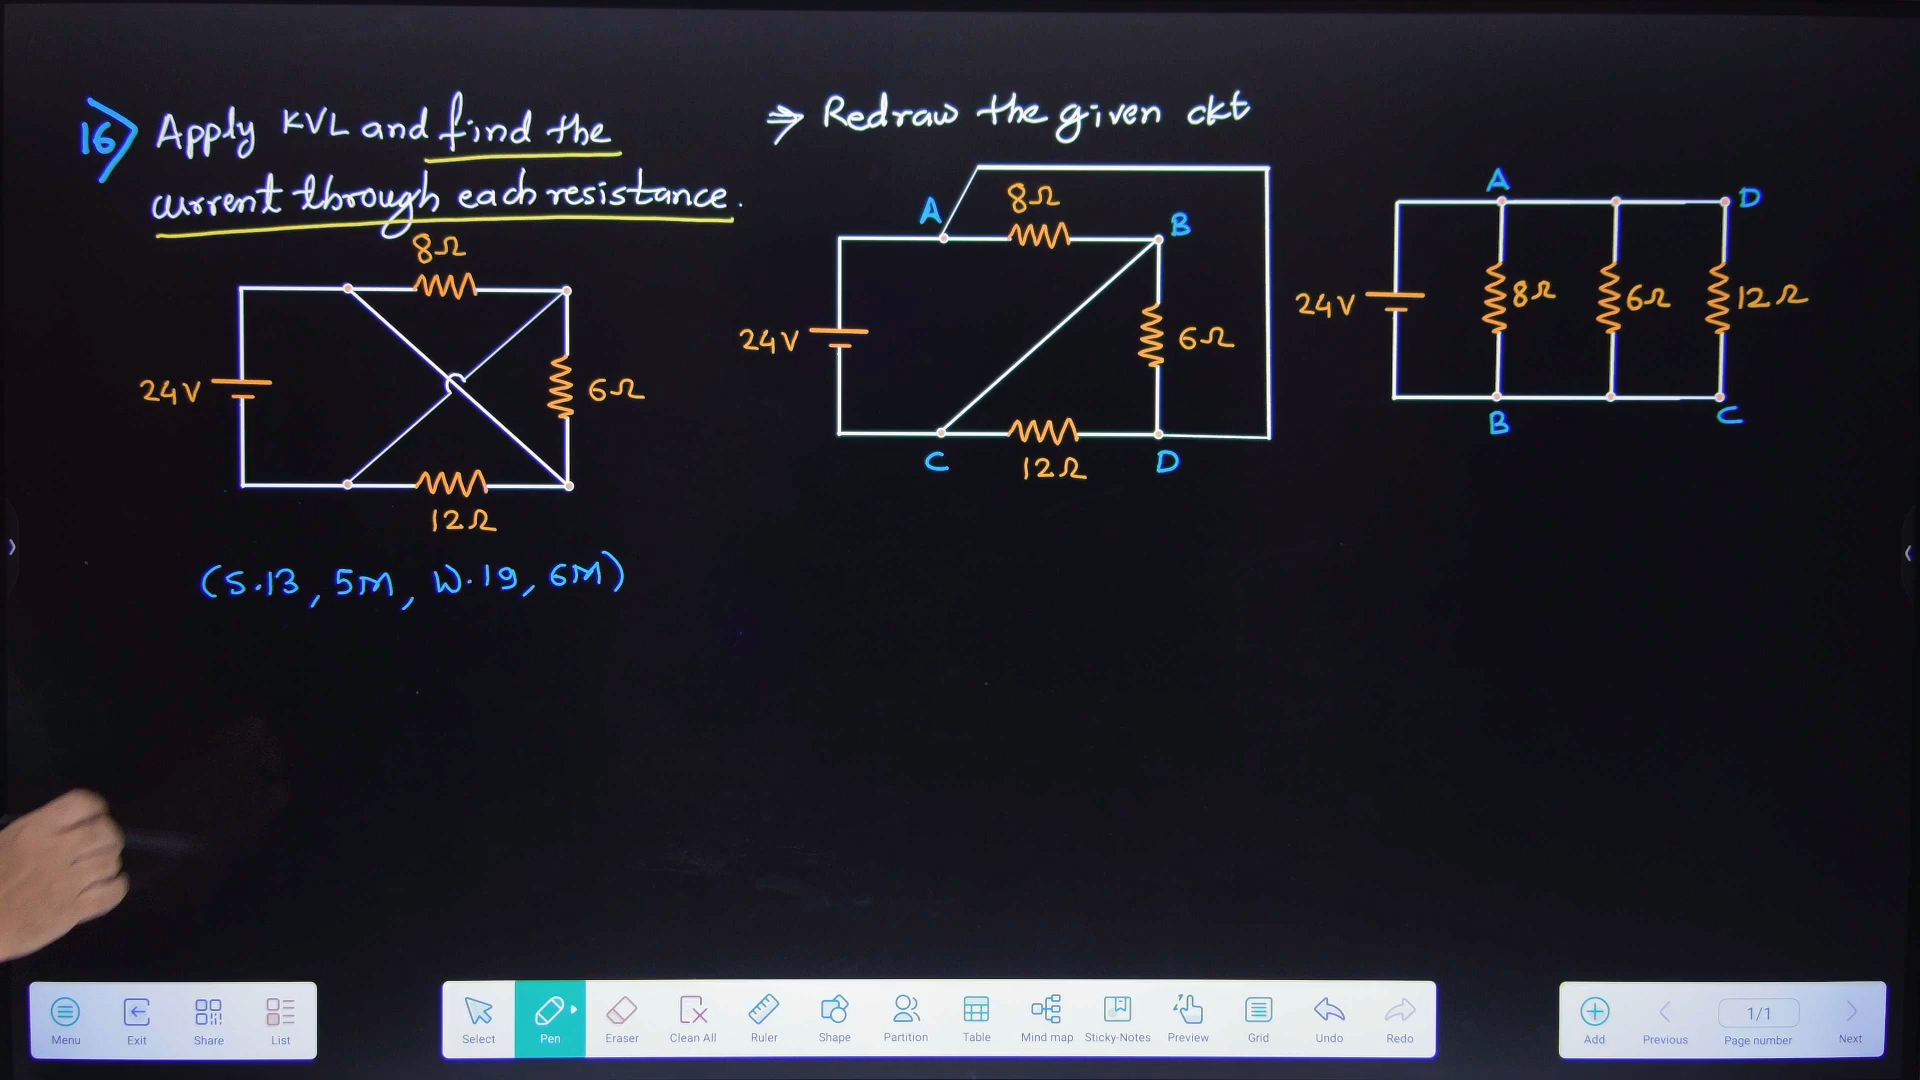 16) Apply KVL and find the
current through each resistance.
8Ω
24V
6Ω
12Ω
(S.13, 5M, W.19, 6M)
⇒ Redraw the given ckt
A
8Ω
B
24V
6Ω
C
12Ω
D
A
D
24V
8Ω
6Ω
12Ω
B
C
Menu
Exit
Share
List
Select
Pen
Eraser
Clean All
Ruler
Shape
Partition
Table
Mind map
Sticky-Notes
Preview
Grid
Undo
Redo
Add
Previous
1/1
Page number
Next